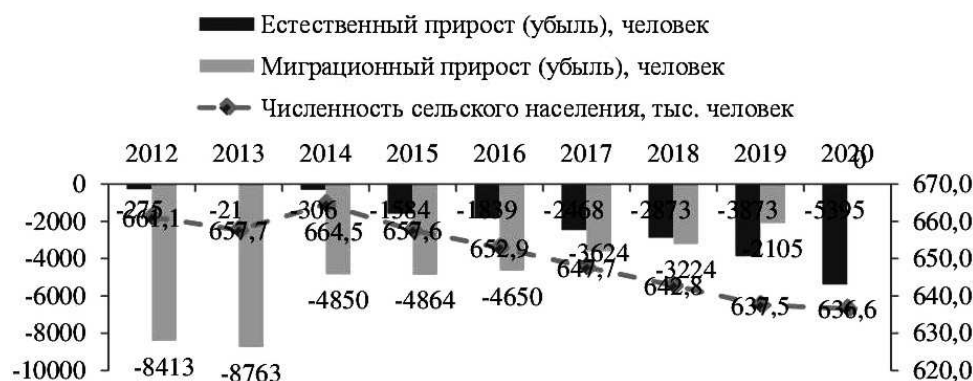 Естественный прирост (убыль), человек
Миграционный прирост (убыль), человек
Численность сельского населения, тыс. человек
2012 2013 2014 2015 2016 2017 2018 2019 2020
0
0 670,0
-275 -21 -306 -1584 -1839 -2468 -2873 -3873 -5395
-2000 661,1 657,7 664,5 657,6 660,0
652,9 -3624 -2105
-4000 647,7 -3224 650,0
642,8
-4850 -4864 -4650 637,5 636,6
-6000 640,0
-8000 630,0
-8413 -8763
-10000 620,0